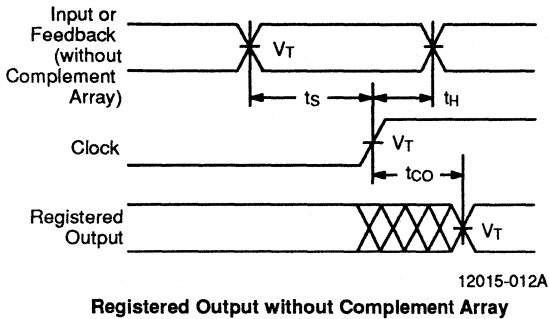 Input or
Feedback
(without
Complement
Array)
VT
tS
tH
Clock
VT
tCO
Registered
Output
VT
12015-012A
Registered Output without Complement Array